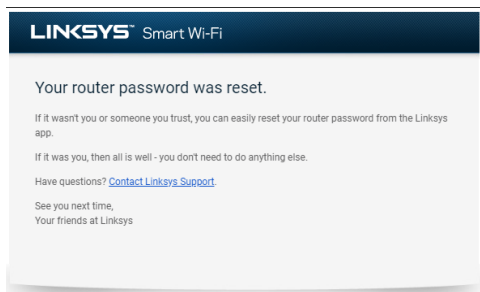 LINKSYS™ Smart Wi-Fi
Your router password was reset.
If it wasn't you or someone you trust, you can easily reset your router password from the Linksys
app.
If it was you, then all is well - you don't need to do anything else.
Have questions? Contact Linksys Support.
See you next time,
Your friends at Linksys